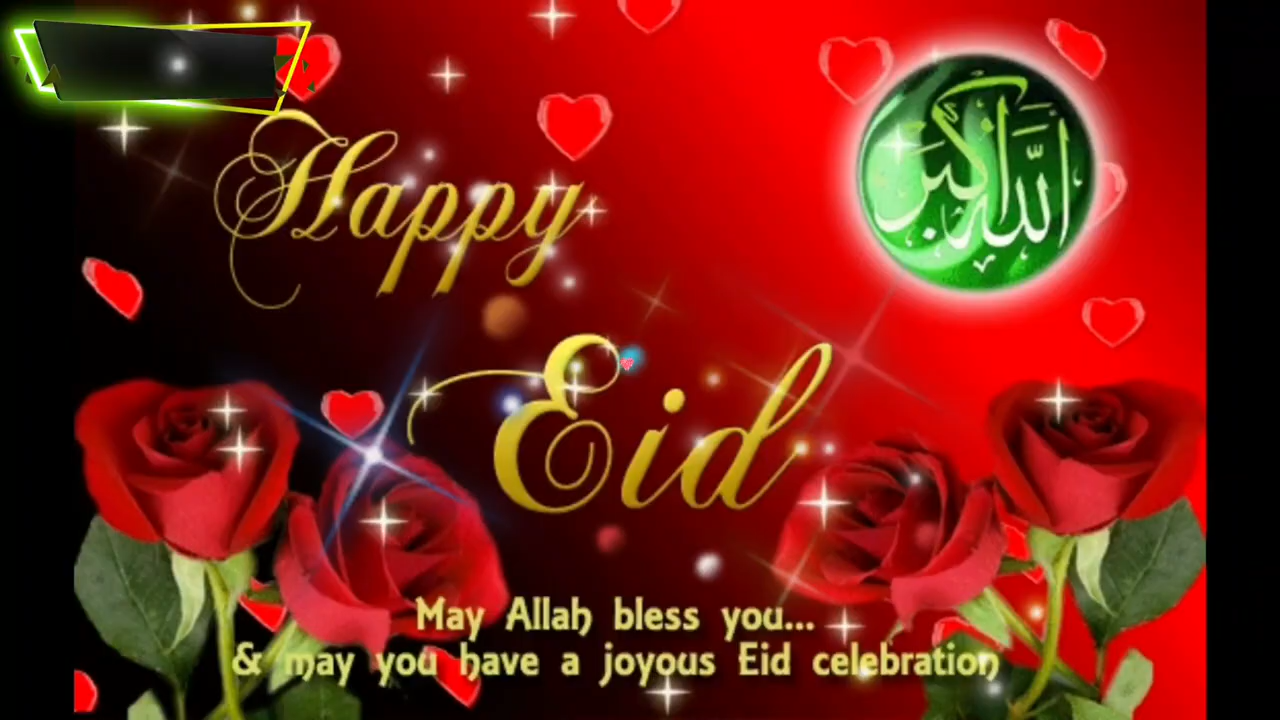 الله أكبر
Happy
Eid
May Allah bless you...
& may you have a joyous Eid celebration